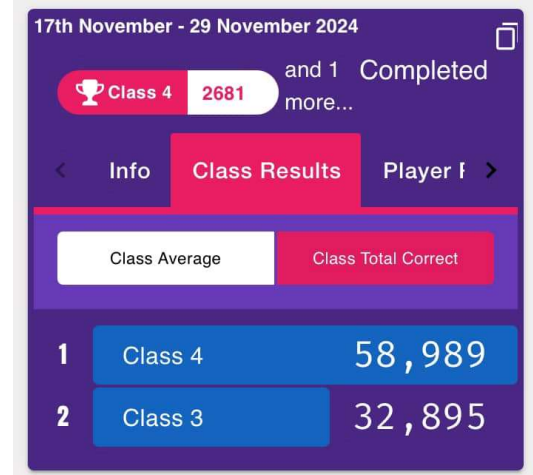 17th November - 29 November 2024
Class 4 2681 and 1 more... Completed
Info Class Results Player
Class Average Class Total Correct
1 Class 4 58,989
2 Class 3 32,895